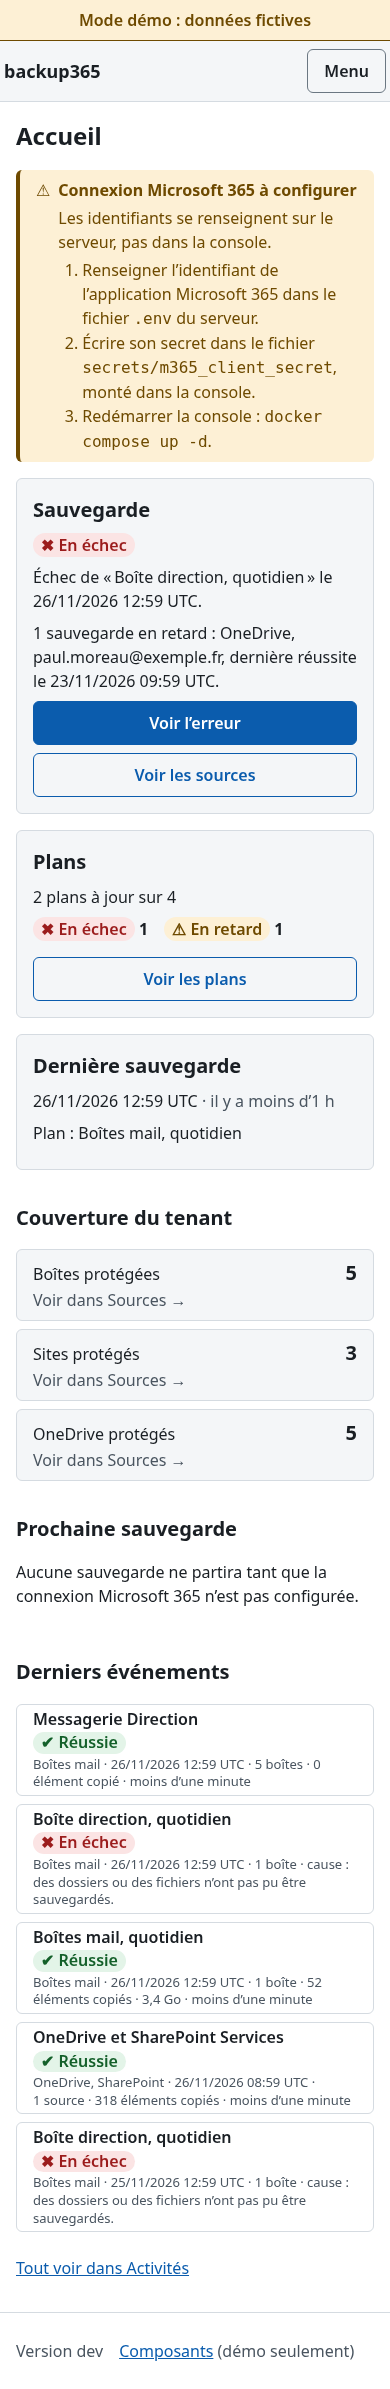 Mode démo : données fictives
backup365
Menu
Accueil
⚠ Connexion Microsoft 365 à configurer
Les identifiants se renseignent sur le
serveur, pas dans la console.
1. Renseigner l’identifiant de
l’application Microsoft 365 dans le
fichier .env du serveur.
2. Écrire son secret dans le fichier
secrets/m365_client_secret,
monté dans la console.
3. Redémarrer la console : docker
compose up -d.
Sauvegarde
✖ En échec
Échec de « Boîte direction, quotidien » le
26/11/2026 12:59 UTC.
1 sauvegarde en retard : OneDrive,
paul.moreau@exemple.fr, dernière réussite
le 23/11/2026 09:59 UTC.
Voir l’erreur
Voir les sources
Plans
2 plans à jour sur 4
✖ En échec 1 ⚠ En retard 1
Voir les plans
Dernière sauvegarde
26/11/2026 12:59 UTC · il y a moins d’1 h
Plan : Boîtes mail, quotidien
Couverture du tenant
Boîtes protégées 5
Voir dans Sources →
Sites protégés 3
Voir dans Sources →
OneDrive protégés 5
Voir dans Sources →
Prochaine sauvegarde
Aucune sauvegarde ne partira tant que la
connexion Microsoft 365 n’est pas configurée.
Derniers événements
Messagerie Direction
✔ Réussie
Boîtes mail · 26/11/2026 12:59 UTC · 5 boîtes · 0
élément copié · moins d’une minute
Boîte direction, quotidien
✖ En échec
Boîtes mail · 26/11/2026 12:59 UTC · 1 boîte · cause :
des dossiers ou des fichiers n’ont pas pu être
sauvegardés.
Boîtes mail, quotidien
✔ Réussie
Boîtes mail · 26/11/2026 12:59 UTC · 1 boîte · 52
éléments copiés · 3,4 Go · moins d’une minute
OneDrive et SharePoint Services
✔ Réussie
OneDrive, SharePoint · 26/11/2026 08:59 UTC ·
1 source · 318 éléments copiés · moins d’une minute
Boîte direction, quotidien
✖ En échec
Boîtes mail · 25/11/2026 12:59 UTC · 1 boîte · cause :
des dossiers ou des fichiers n’ont pas pu être
sauvegardés.
Tout voir dans Activités
Version dev Composants (démo seulement)